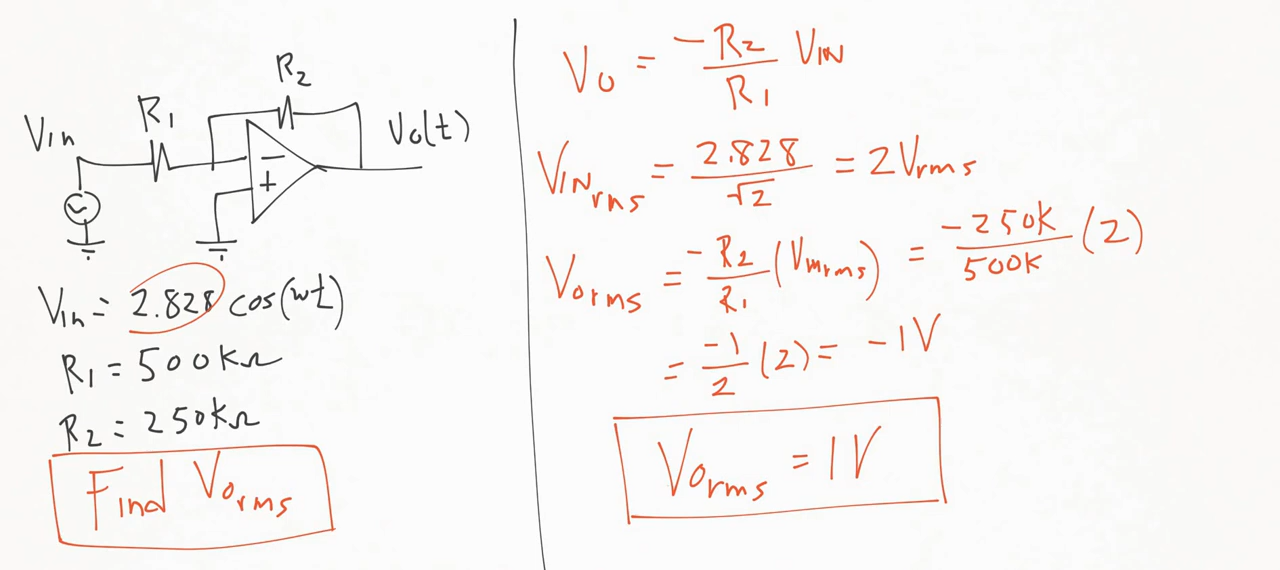 R₂
R₁
Vin
Vo(t)
−
+
Vin = 2.828 cos(wt)
R₁ = 500kΩ
R₂ = 250kΩ
Find Vorms
Vo = -R₂/R₁ VIN
VINrms = 2.828/√2 = 2Vrms
Vorms = -R₂/R₁ (Vinrms) = -250K/500K (2)
= -1/2 (2) = -1V
Vorms = 1V